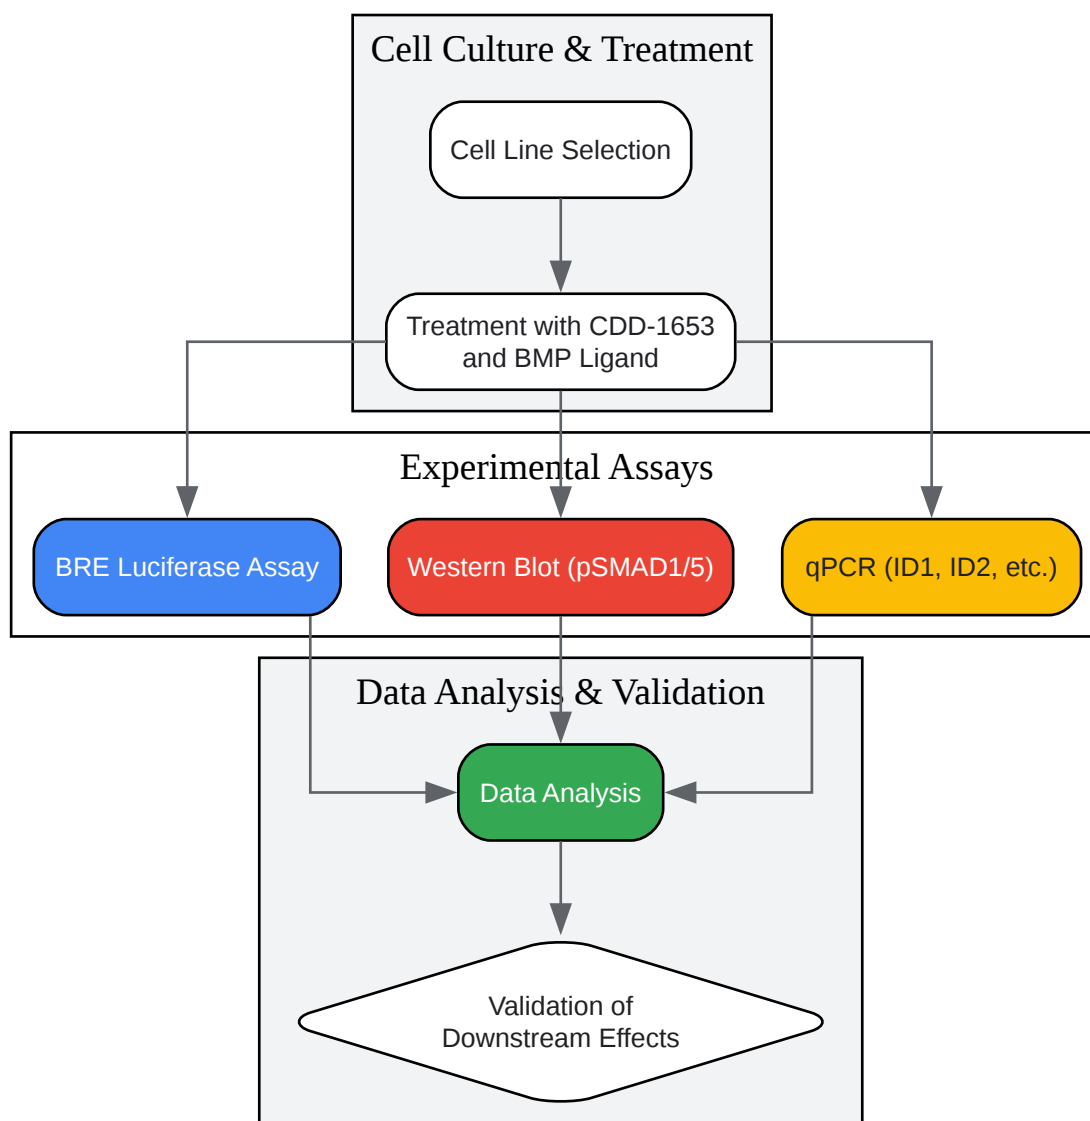 Cell Culture & Treatment
Cell Line Selection
Treatment with CDD-1653
and BMP Ligand
Experimental Assays
BRE Luciferase Assay
Western Blot (pSMAD1/5)
qPCR (ID1, ID2, etc.)
Data Analysis & Validation
Data Analysis
Validation of
Downstream Effects